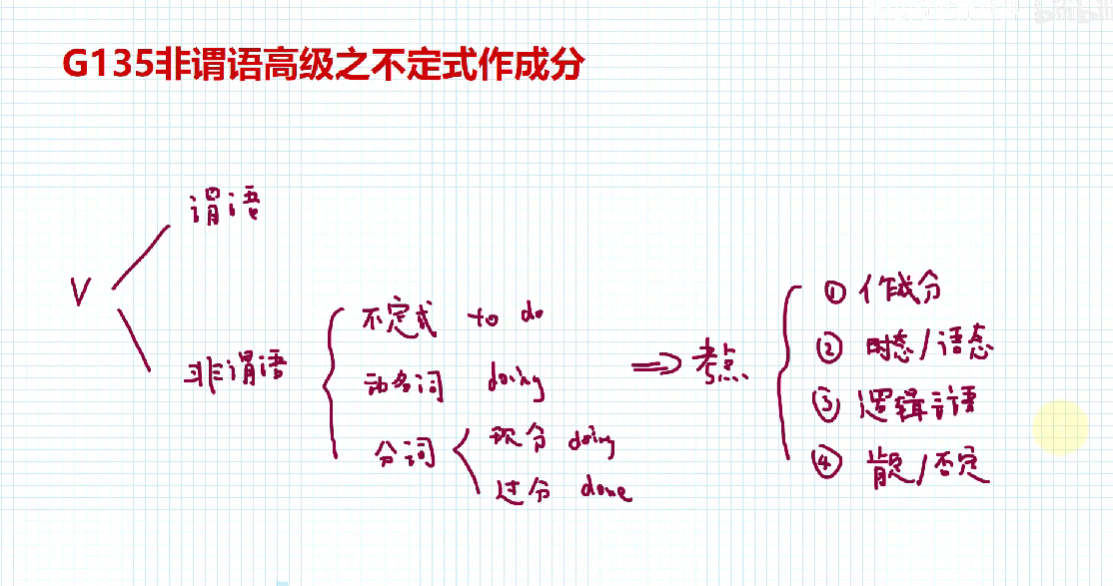 G135非谓语高级之不定式作成分
谓语
V
非谓语
不定式 to do
动名词 doing
分词
现分 doing
过分 done
⇒ 考点
① 作成分
② 时态/语态
③ 逻辑主语
④ 肯定/否定
bilibili